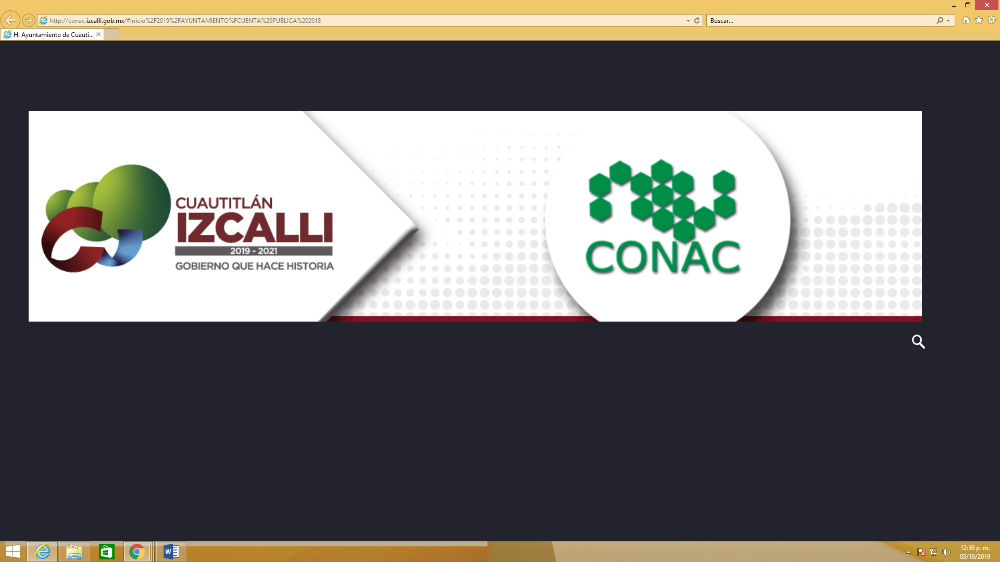 http://conac.izcalli.gob.mx/#Inicio%2F2019%2FAYUNTAMIENTO%FCUENTA%20PUBLICA%202018
Buscar...
H. Ayuntamiento de Cuauti...
CUAUTITLÁN
IZCALLI
2019 - 2021
GOBIERNO QUE HACE HISTORIA
CONAC
12:50 p. m.
03/10/2019